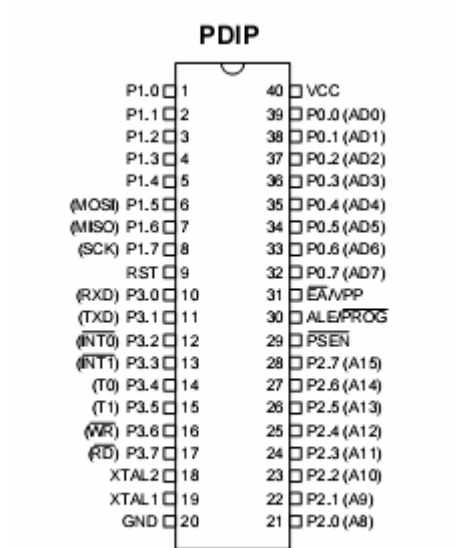 PDIP
P1.0 1 40 VCC
P1.1 2 39 P0.0 (AD0)
P1.2 3 38 P0.1 (AD1)
P1.3 4 37 P0.2 (AD2)
P1.4 5 36 P0.3 (AD3)
(MOSI) P1.5 6 35 P0.4 (AD4)
(MISO) P1.6 7 34 P0.5 (AD5)
(SCK) P1.7 8 33 P0.6 (AD6)
RST 9 32 P0.7 (AD7)
(RXD) P3.0 10 31 E̅A̅/VPP
(TXD) P3.1 11 30 ALE/P̅R̅O̅G̅
(I̅N̅T̅0̅) P3.2 12 29 P̅S̅E̅N̅
(I̅N̅T̅1̅) P3.3 13 28 P2.7 (A15)
(T0) P3.4 14 27 P2.6 (A14)
(T1) P3.5 15 26 P2.5 (A13)
(W̅R̅) P3.6 16 25 P2.4 (A12)
(R̅D̅) P3.7 17 24 P2.3 (A11)
XTAL2 18 23 P2.2 (A10)
XTAL1 19 22 P2.1 (A9)
GND 20 21 P2.0 (A8)